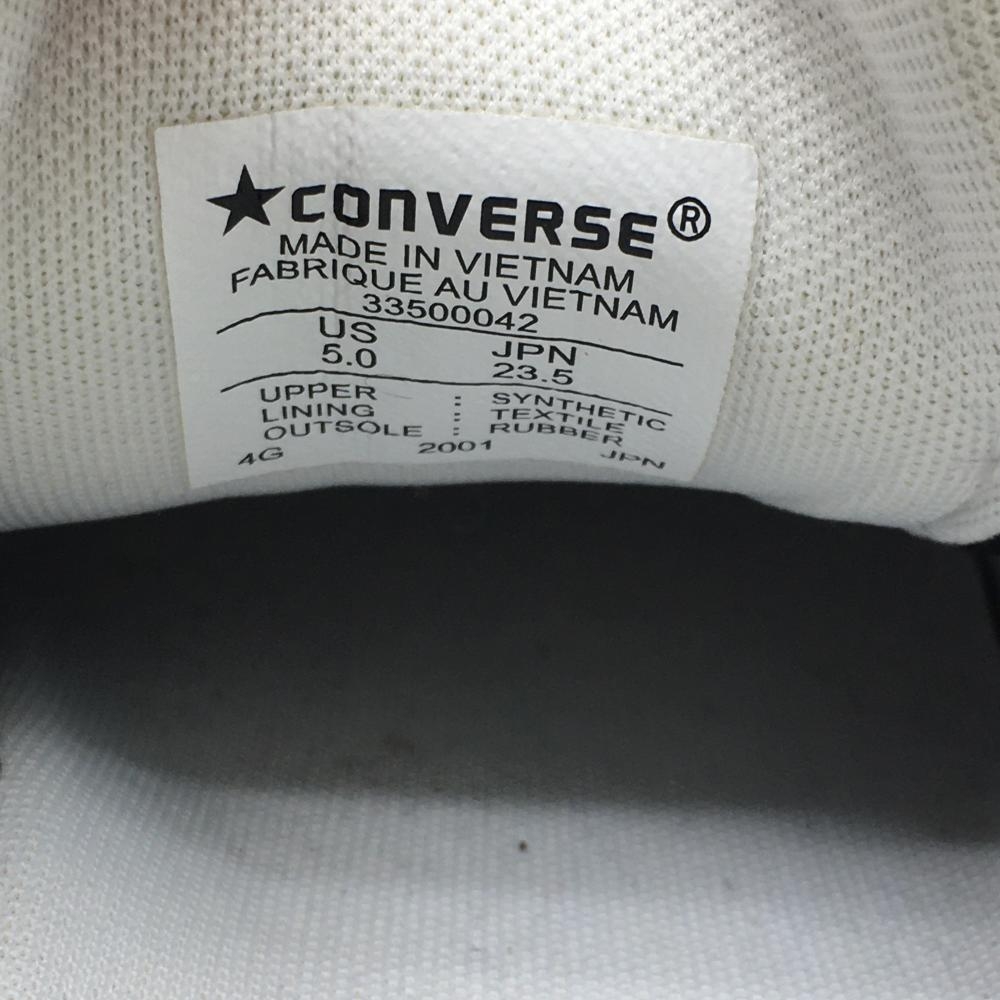 ★CONVERSE®
MADE IN VIETNAM
FABRIQUE AU VIETNAM
33500042
US JPN
5.0 23.5
UPPER : SYNTHETIC
LINING : TEXTILE
OUTSOLE : RUBBER
4G 2001 JPN